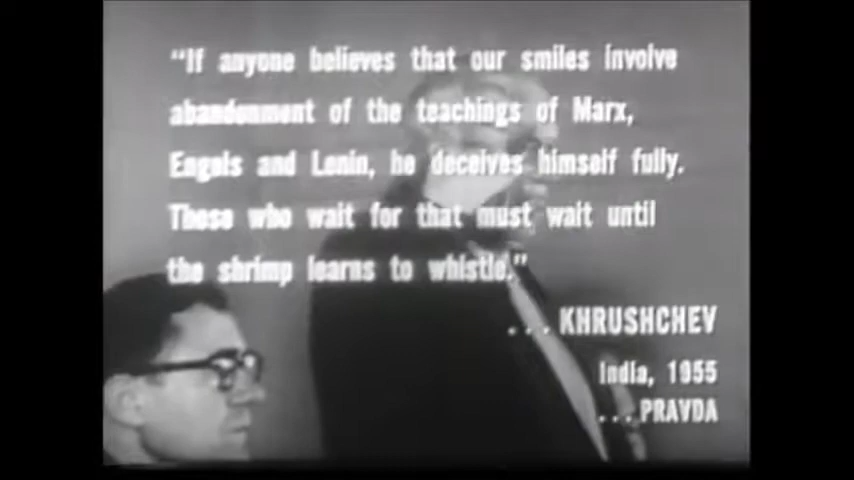 "If anyone believes that our smiles involve
abandonment of the teachings of Marx,
Engels and Lenin, he deceives himself fully.
Those who wait for that must wait until
the shrimp learns to whistle."
...KHRUSHCHEV
India, 1955
...PRAVDA